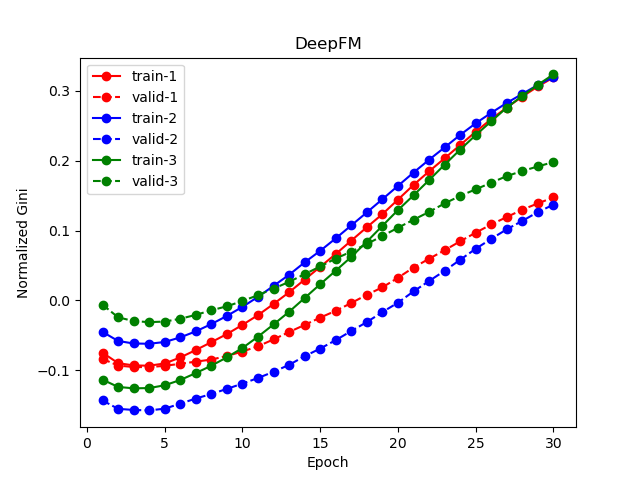 DeepFM
train-1
valid-1
train-2
valid-2
train-3
valid-3
Normalized Gini
0.3
0.2
0.1
0.0
−0.1
0 5 10 15 20 25 30
Epoch